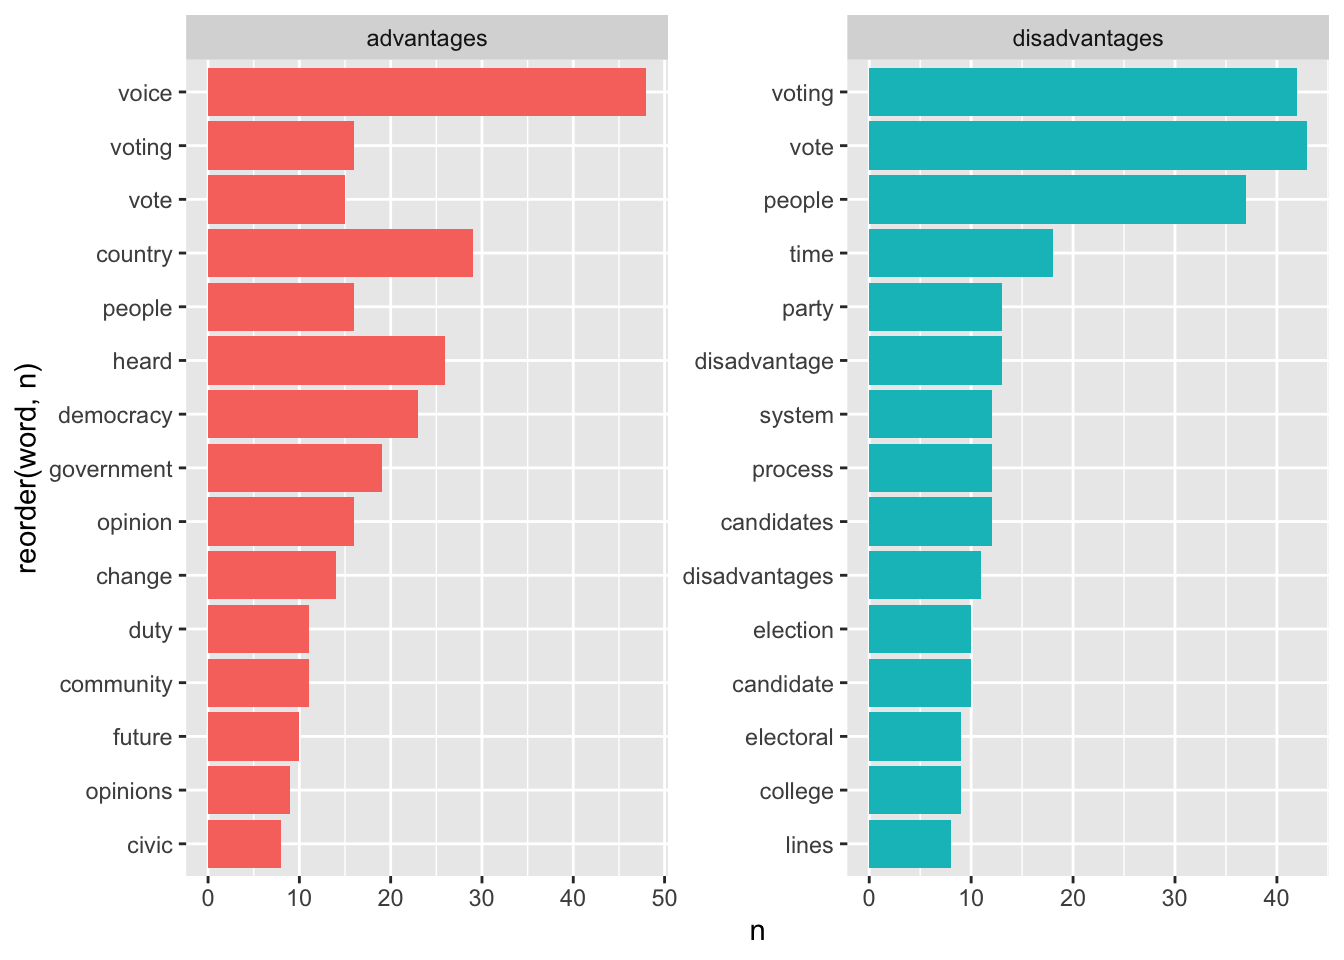 advantages
disadvantages
reorder(word, n)
voice
voting
vote
country
people
heard
democracy
government
opinion
change
duty
community
future
opinions
civic
0 10 20 30 40 50
voting
vote
people
time
party
disadvantage
system
process
candidates
disadvantages
election
candidate
electoral
college
lines
0 10 20 30 40
n